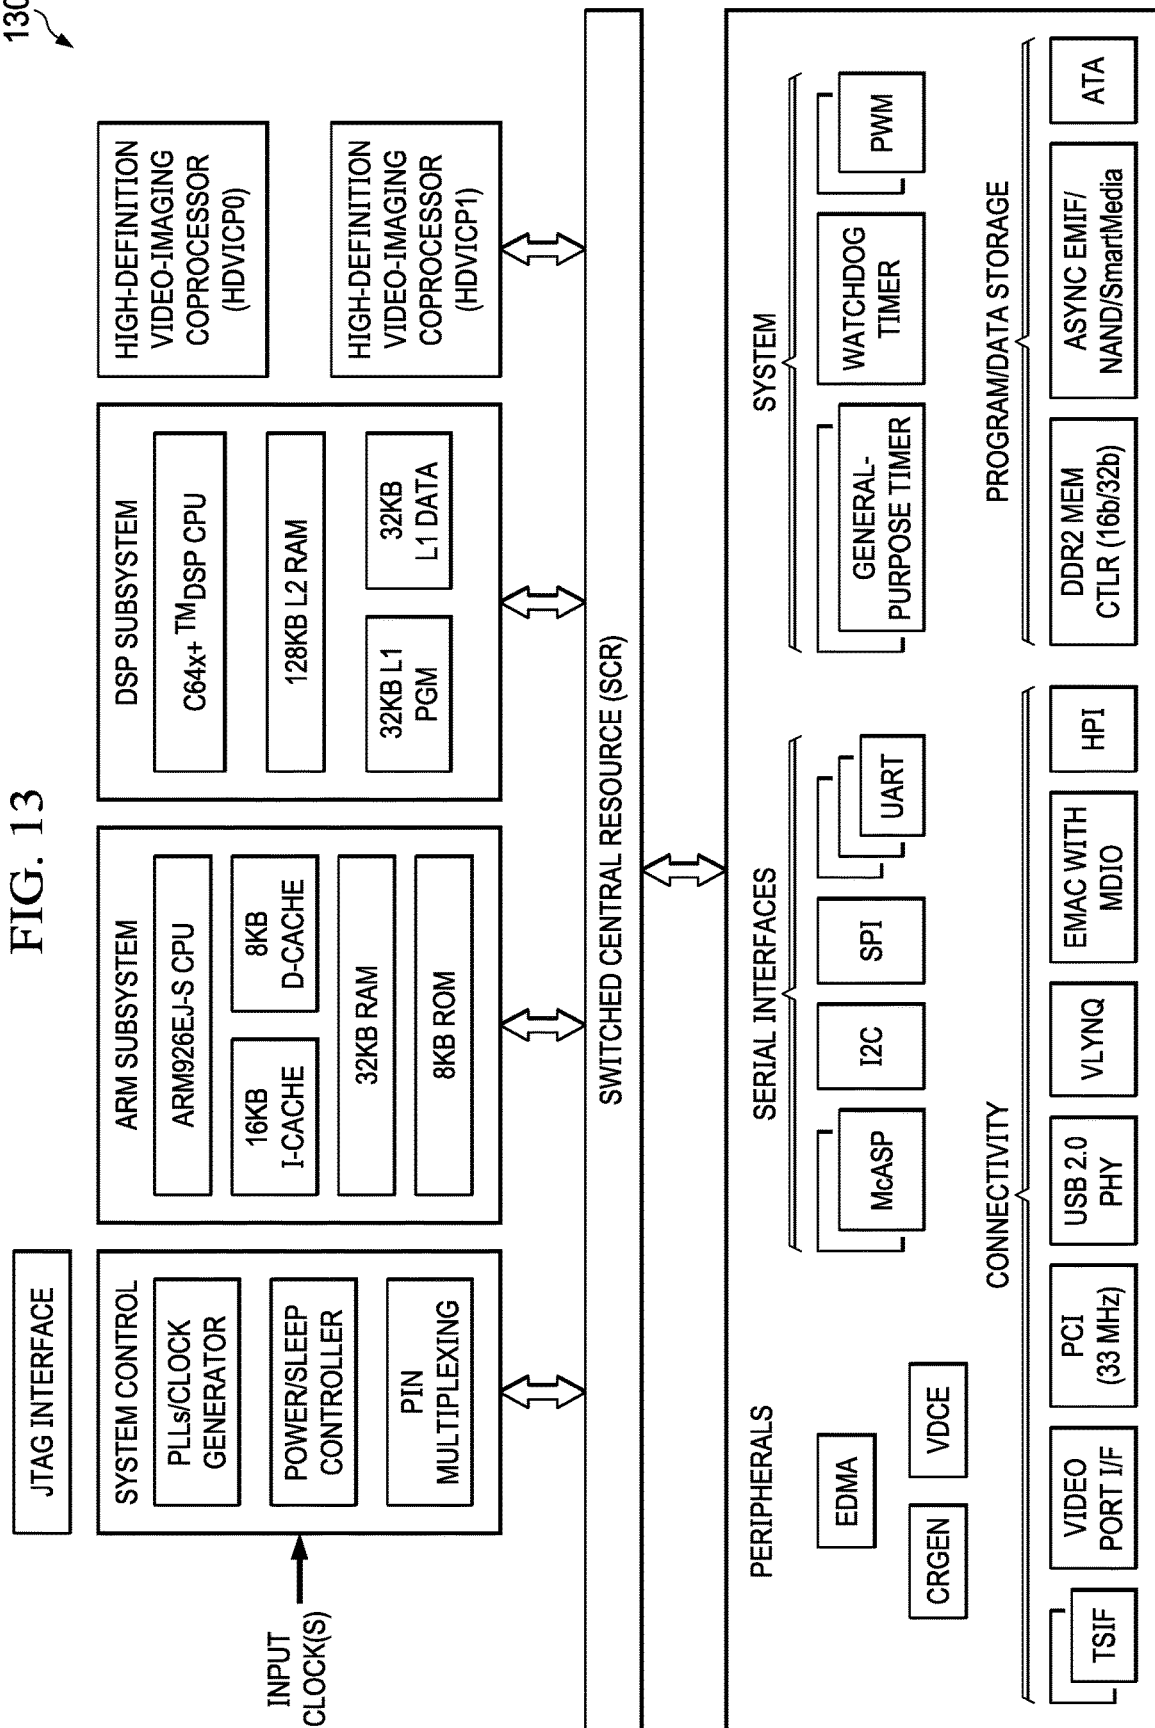 FIG. 13
130
JTAG INTERFACE
SYSTEM CONTROL
PLLs/CLOCK
GENERATOR
POWER/SLEEP
CONTROLLER
PIN
MULTIPLEXING
INPUT
CLOCK(S)
ARM SUBSYSTEM
ARM926EJ-S CPU
16KB
I-CACHE
8KB
D-CACHE
32KB RAM
8KB ROM
DSP SUBSYSTEM
C64x+ TM DSP CPU
128KB L2 RAM
32KB L1
PGM
32KB
L1 DATA
HIGH-DEFINITION
VIDEO-IMAGING
COPROCESSOR
(HDVICP0)
HIGH-DEFINITION
VIDEO-IMAGING
COPROCESSOR
(HDVICP1)
SWITCHED CENTRAL RESOURCE (SCR)
PERIPHERALS
EDMA
CRGEN
VDCE
SERIAL INTERFACES
McASP
I2C
SPI
UART
SYSTEM
GENERAL-
PURPOSE TIMER
WATCHDOG
TIMER
PWM
CONNECTIVITY
TSIF
VIDEO
PORT I/F
PCI
(33 MHz)
USB 2.0
PHY
VLYNQ
EMAC WITH
MDIO
HPI
PROGRAM/DATA STORAGE
DDR2 MEM
CTLR (16b/32b)
ASYNC EMIF/
NAND/SmartMedia
ATA